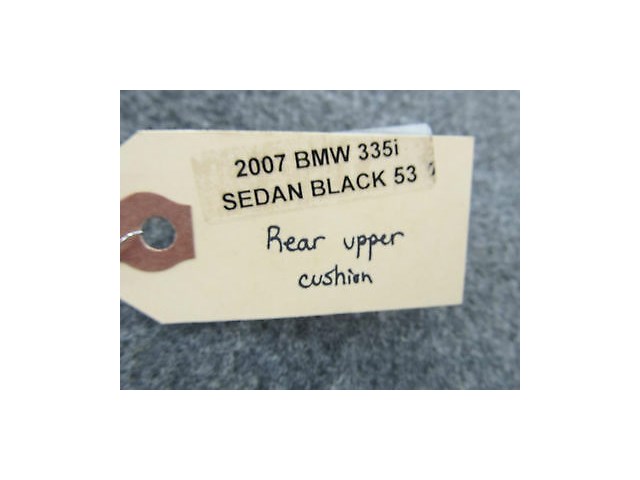 2007 BMW 335i
SEDAN BLACK 53
Rear upper
cushion